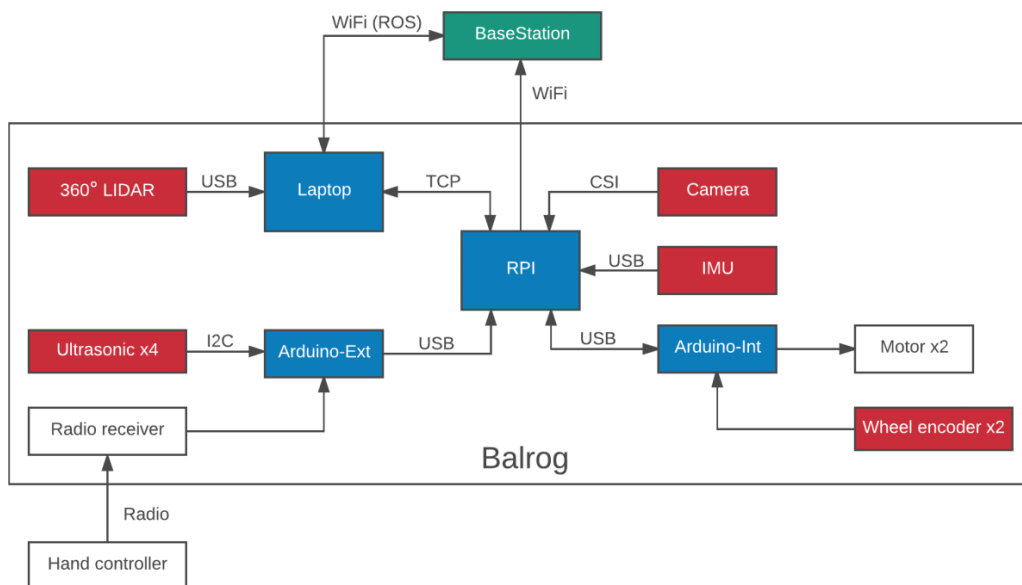 WiFi (ROS)
BaseStation
WiFi
360° LIDAR
USB
Laptop
TCP
CSI
Camera
RPI
USB
IMU
Ultrasonic x4
I2C
Arduino-Ext
USB
USB
Arduino-Int
Motor x2
Radio receiver
Wheel encoder x2
Balrog
Radio
Hand controller